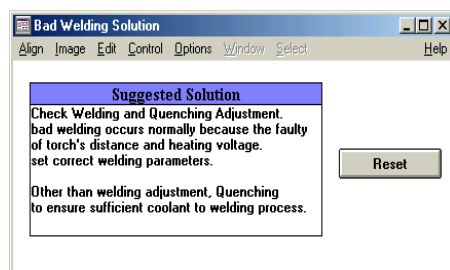 Bad Welding Solution
Align Image Edit Control Options Window Select Help
Suggested Solution
Check Welding and Quenching Adjustment.
bad welding occurs normally because the faulty
of torch's distance and heating voltage.
set correct welding parameters.
Other than welding adjustment, Quenching
to ensure sufficient coolant to welding process.
Reset